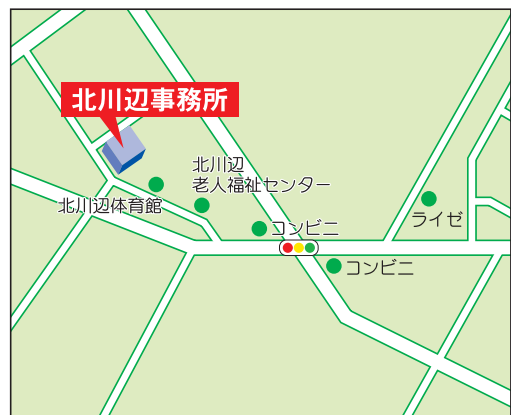 北川辺事務所
北川辺
老人福祉センター
北川辺体育館
コンビニ
ライゼ
コンビニ